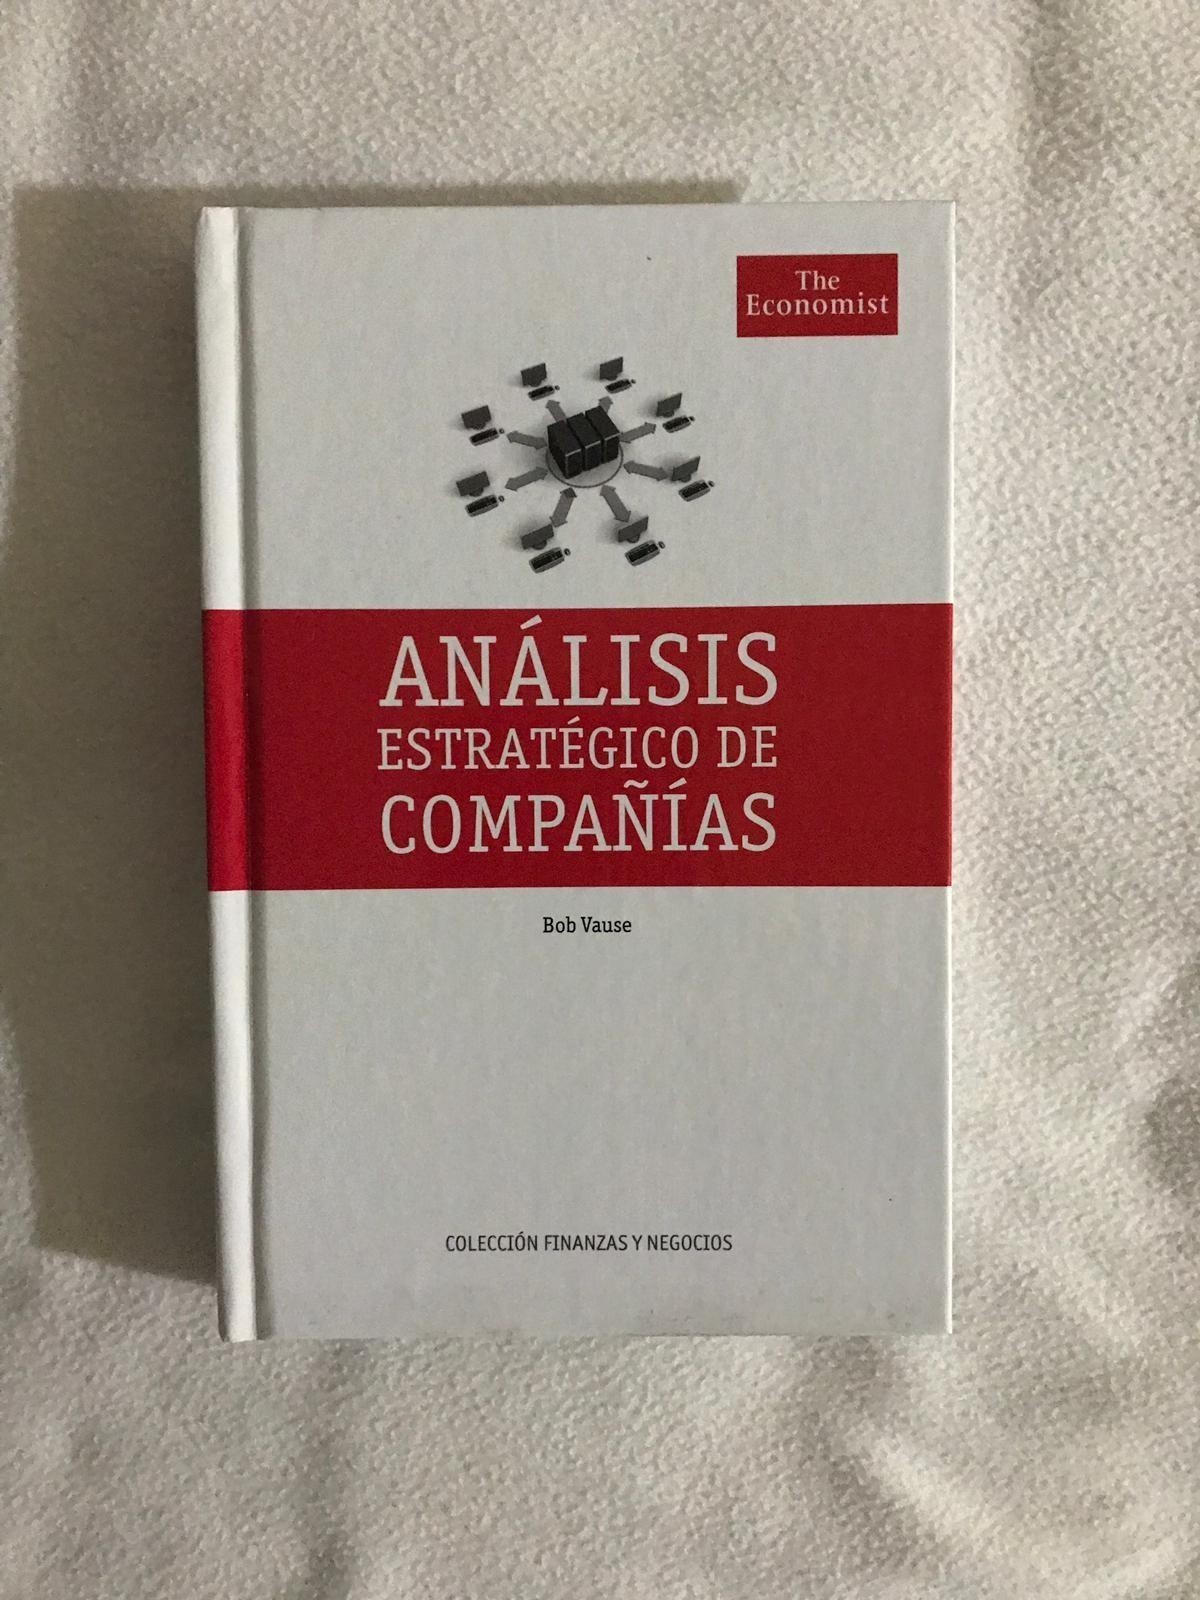 The
Economist
ANÁLISIS
ESTRATÉGICO DE
COMPAÑÍAS
Bob Vause
COLECCIÓN FINANZAS Y NEGOCIOS